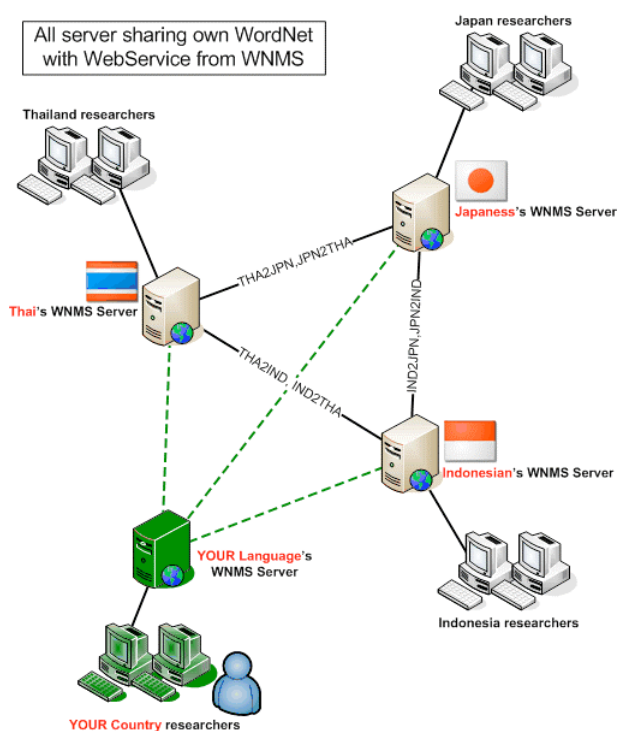 All server sharing own WordNet
with WebService from WNMS
Japan researchers
Thailand researchers
Japaness's WNMS Server
THA2JPN,JPN2THA
Thai's WNMS Server
IND2JPN,JPN2IND
THA2IND, IND2THA
Indonesian's WNMS Server
YOUR Language's
WNMS Server
Indonesia researchers
YOUR Country researchers